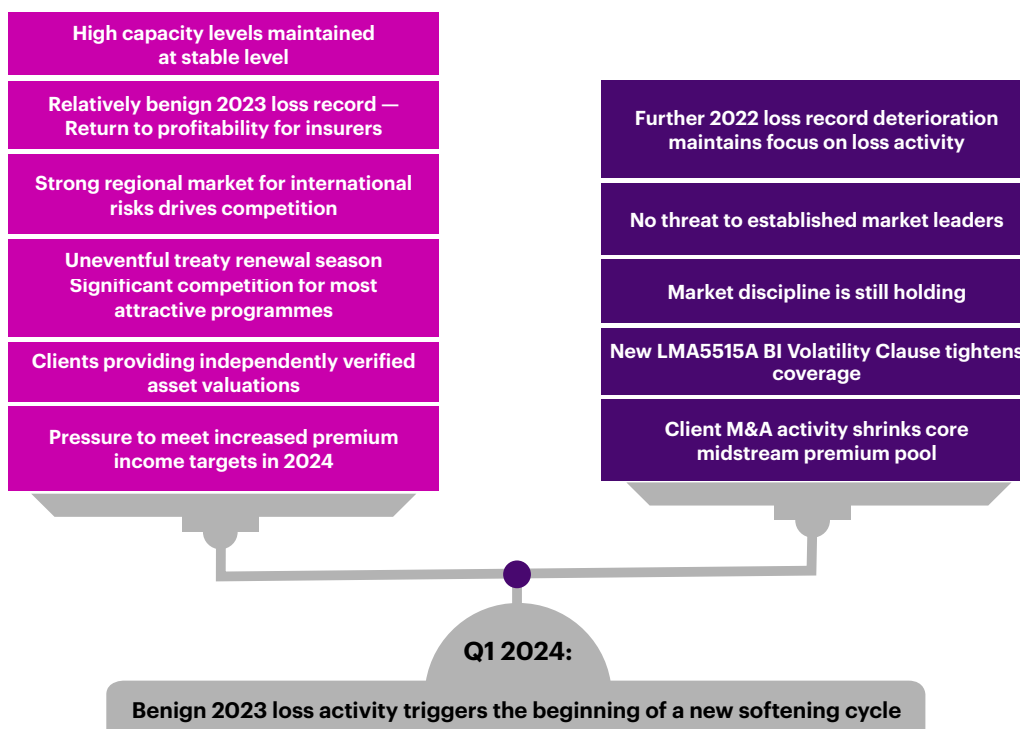 High capacity levels maintained
at stable level
Relatively benign 2023 loss record —
Return to profitability for insurers
Strong regional market for international
risks drives competition
Uneventful treaty renewal season
Significant competition for most
attractive programmes
Clients providing independently verified
asset valuations
Pressure to meet increased premium
income targets in 2024
Further 2022 loss record deterioration
maintains focus on loss activity
No threat to established market leaders
Market discipline is still holding
New LMA5515A BI Volatility Clause tightens
coverage
Client M&A activity shrinks core
midstream premium pool
Q1 2024:
Benign 2023 loss activity triggers the beginning of a new softening cycle